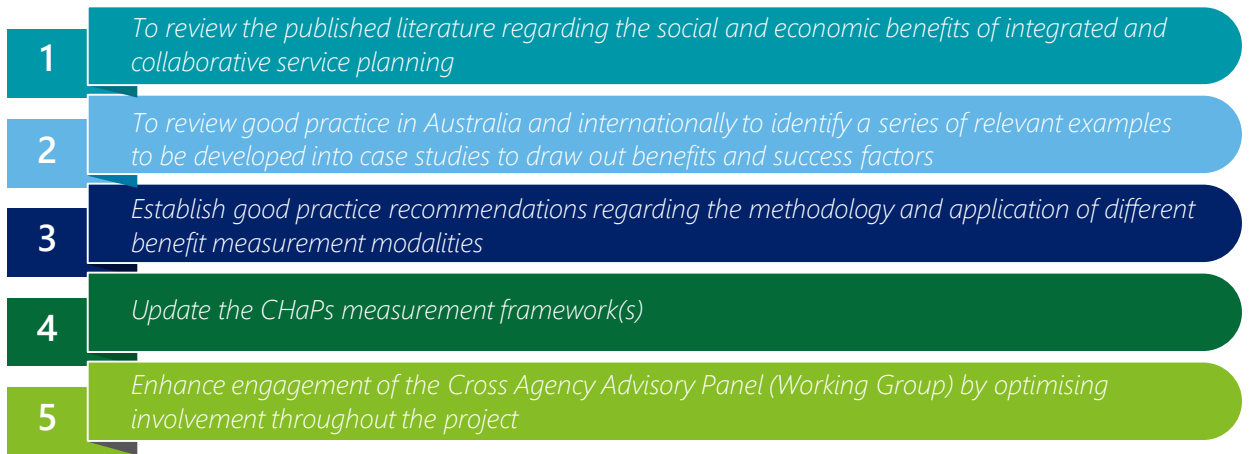 1
To review the published literature regarding the social and economic benefits of integrated and
collaborative service planning
2
To review good practice in Australia and internationally to identify a series of relevant examples
to be developed into case studies to draw out benefits and success factors
3
Establish good practice recommendations regarding the methodology and application of different
benefit measurement modalities
4
Update the CHaPs measurement framework(s)
5
Enhance engagement of the Cross Agency Advisory Panel (Working Group) by optimising
involvement throughout the project